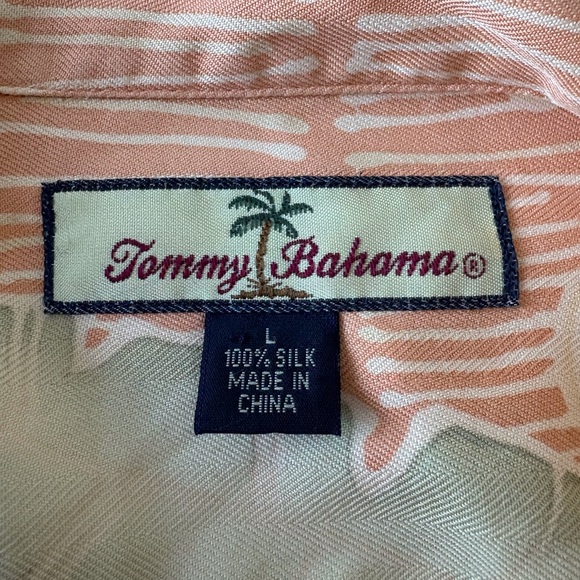 Tommy Bahama®
L
100% SILK
MADE IN
CHINA